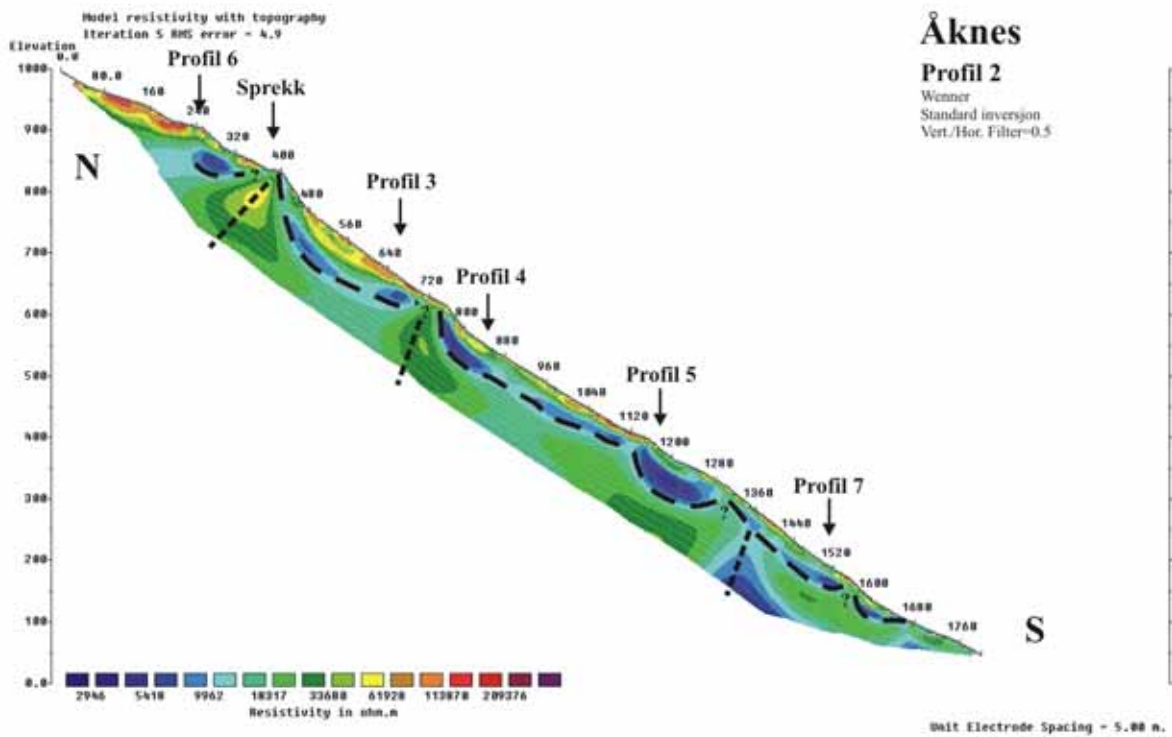 Model resistivity with topography
Iteration 5 RMS error = 4.9
Elevation
0.0
80.0
160
240
320
400
480
560
640
720
800
880
960
1040
1120
1200
1280
1360
1440
1520
1600
1680
1760
Profil 6
Sprekk
Profil 3
Profil 4
Profil 5
Profil 7
Åknes
Profil 2
Wenner
Standard inversjon
Vert./Hor. Filter=0.5
N
S
?
?
?
?
1000
900
800
700
600
500
400
300
200
100
0.0
2946 5418 9962 18317 33680 61928 113870 209376
Resistivity in ohm.m
Unit Electrode Spacing = 5.00 m.